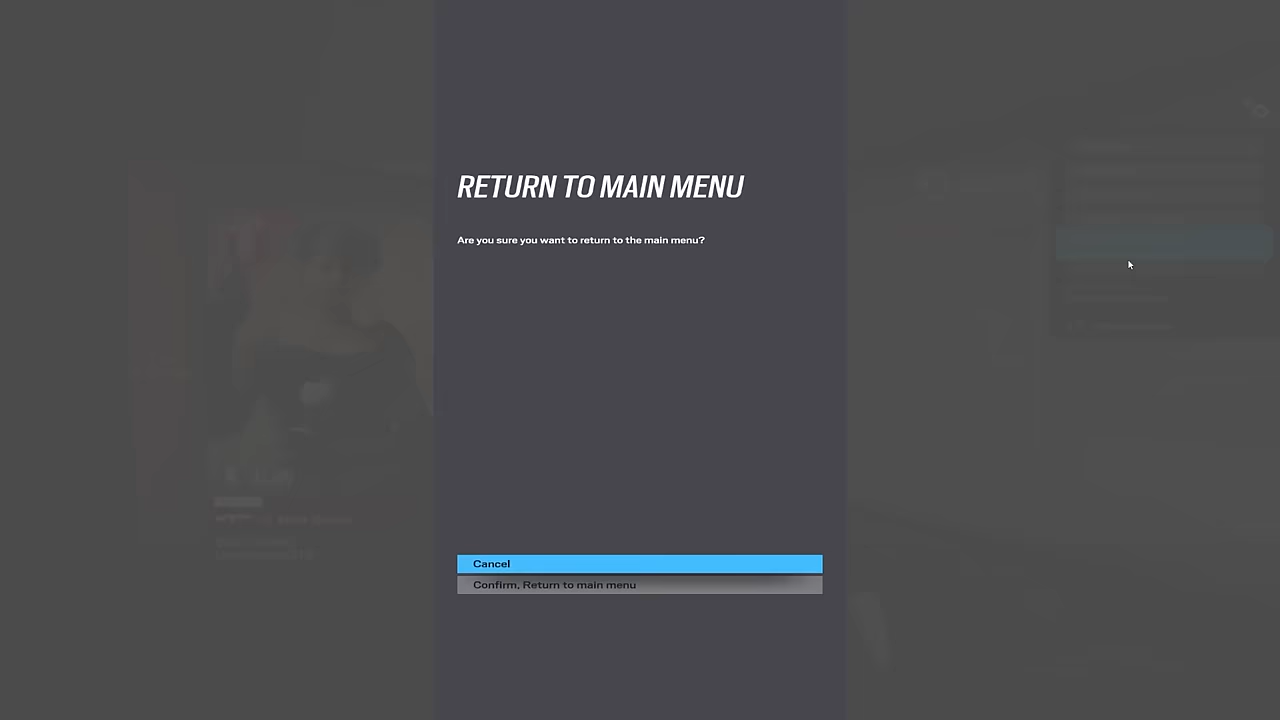 RETURN TO MAIN MENU
Are you sure you want to return to the main menu?
Cancel
Confirm, Return to main menu